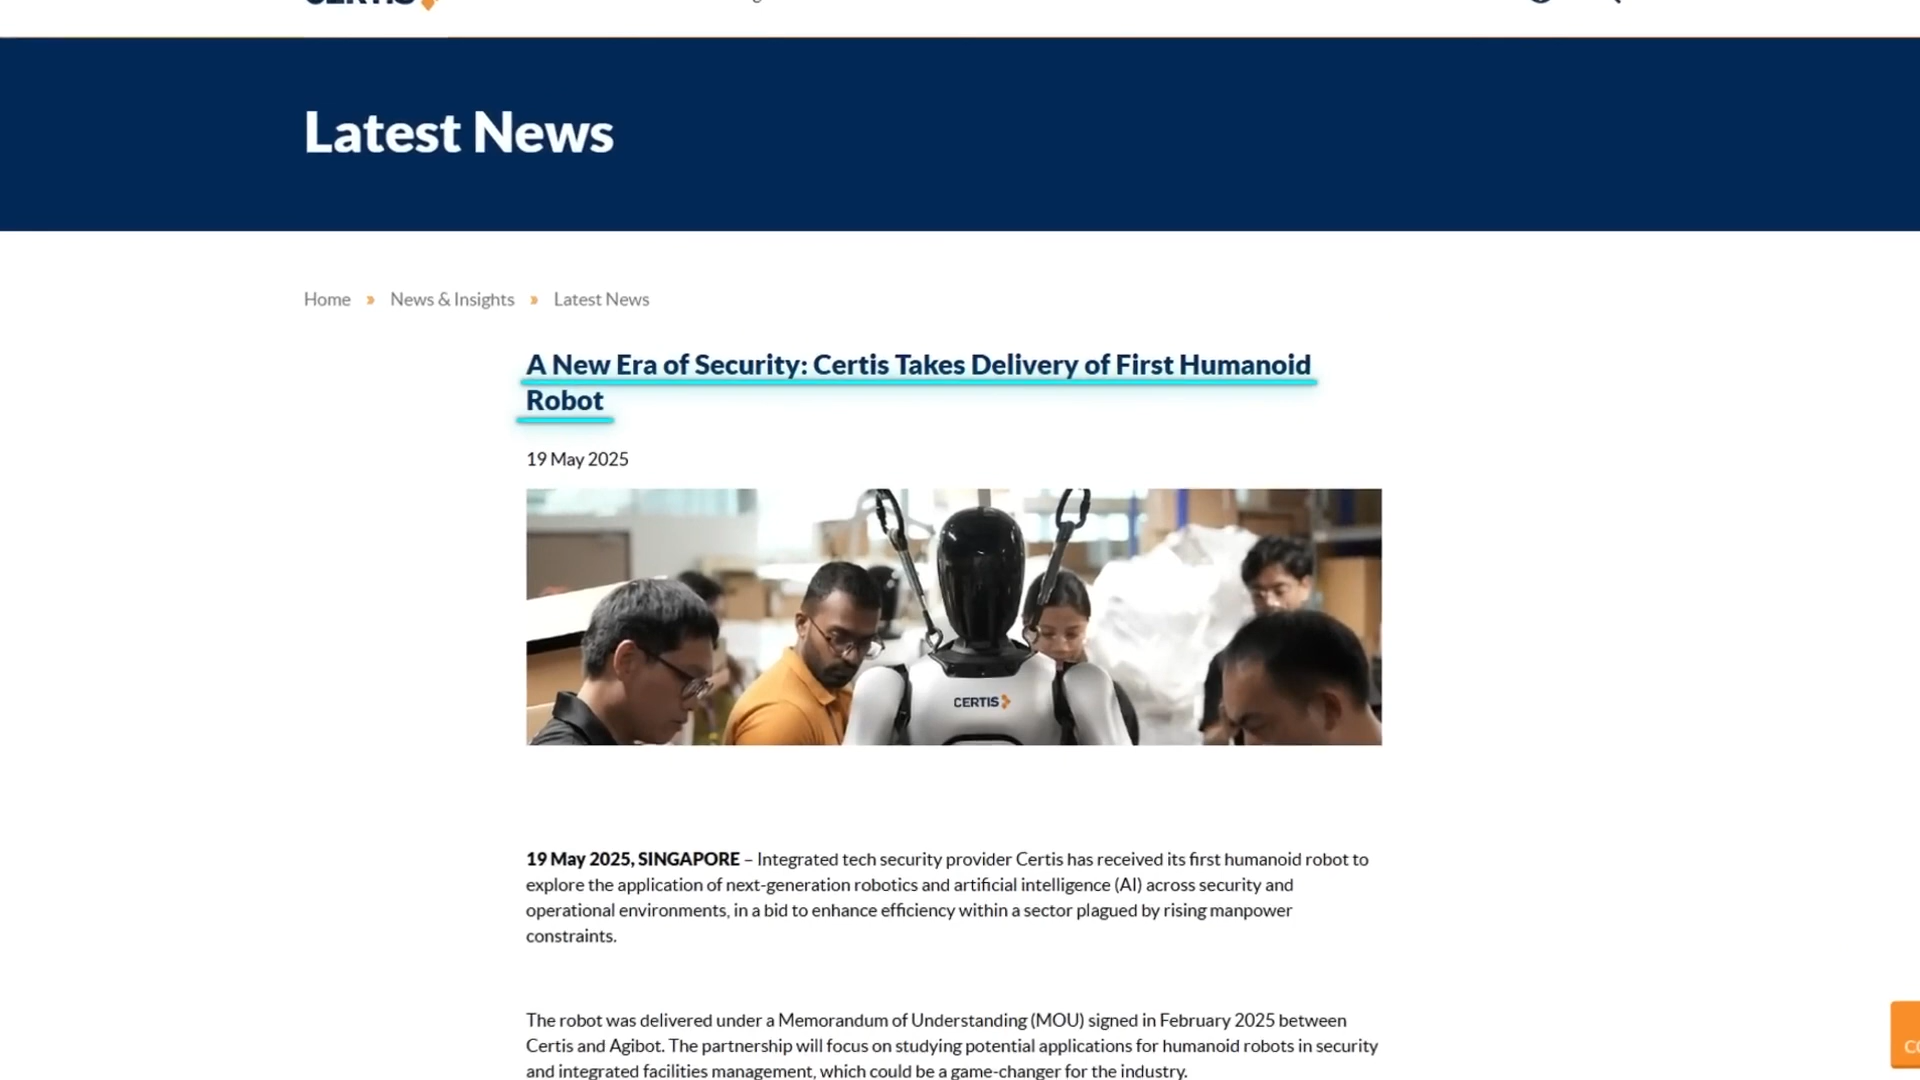 Latest News
Home » News & Insights » Latest News
A New Era of Security: Certis Takes Delivery of First Humanoid
Robot
19 May 2025
CERTIS
19 May 2025, SINGAPORE – Integrated tech security provider Certis has received its first humanoid robot to
explore the application of next-generation robotics and artificial intelligence (AI) across security and
operational environments, in a bid to enhance efficiency within a sector plagued by rising manpower
constraints.
The robot was delivered under a Memorandum of Understanding (MOU) signed in February 2025 between
Certis and Agibot. The partnership will focus on studying potential applications for humanoid robots in security
and integrated facilities management, which could be a game-changer for the industry.